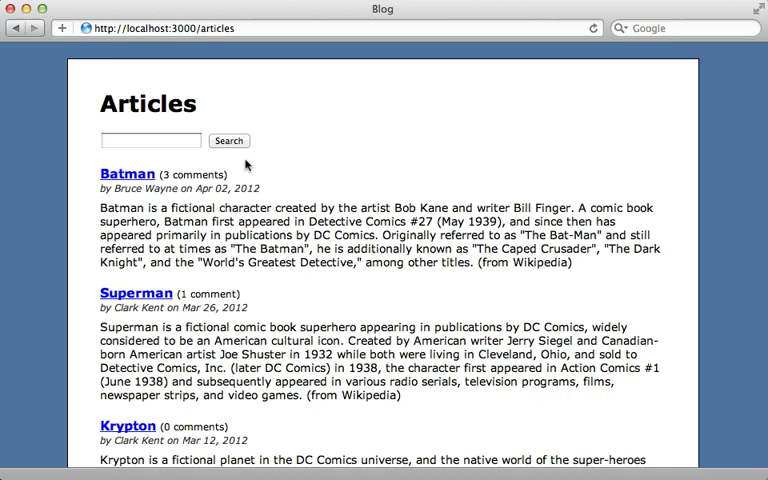 Blog
http://localhost:3000/articles
Google
Articles
Search
Batman (3 comments)
by Bruce Wayne on Apr 02, 2012
Batman is a fictional character created by the artist Bob Kane and writer Bill Finger. A comic book
superhero, Batman first appeared in Detective Comics #27 (May 1939), and since then has
appeared primarily in publications by DC Comics. Originally referred to as "The Bat-Man" and still
referred to at times as "The Batman", he is additionally known as "The Caped Crusader", "The Dark
Knight", and the "World's Greatest Detective," among other titles. (from Wikipedia)
Superman (1 comment)
by Clark Kent on Mar 26, 2012
Superman is a fictional comic book superhero appearing in publications by DC Comics, widely
considered to be an American cultural icon. Created by American writer Jerry Siegel and Canadian-
born American artist Joe Shuster in 1932 while both were living in Cleveland, Ohio, and sold to
Detective Comics, Inc. (later DC Comics) in 1938, the character first appeared in Action Comics #1
(June 1938) and subsequently appeared in various radio serials, television programs, films,
newspaper strips, and video games. (from Wikipedia)
Krypton (0 comments)
by Clark Kent on Mar 12, 2012
Krypton is a fictional planet in the DC Comics universe, and the native world of the super-heroes